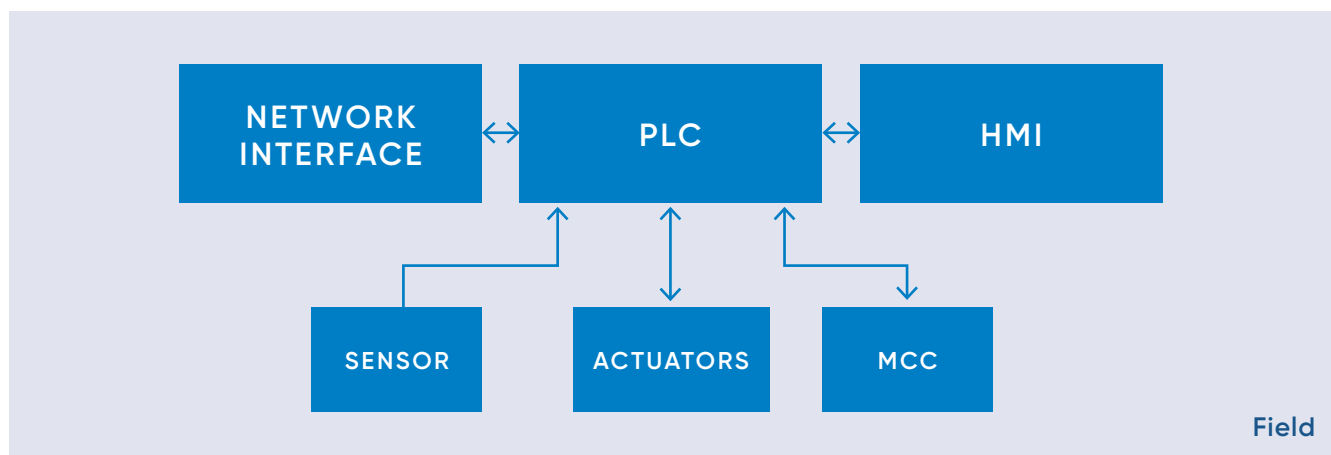 NETWORK
INTERFACE
PLC
HMI
SENSOR
ACTUATORS
MCC
Field